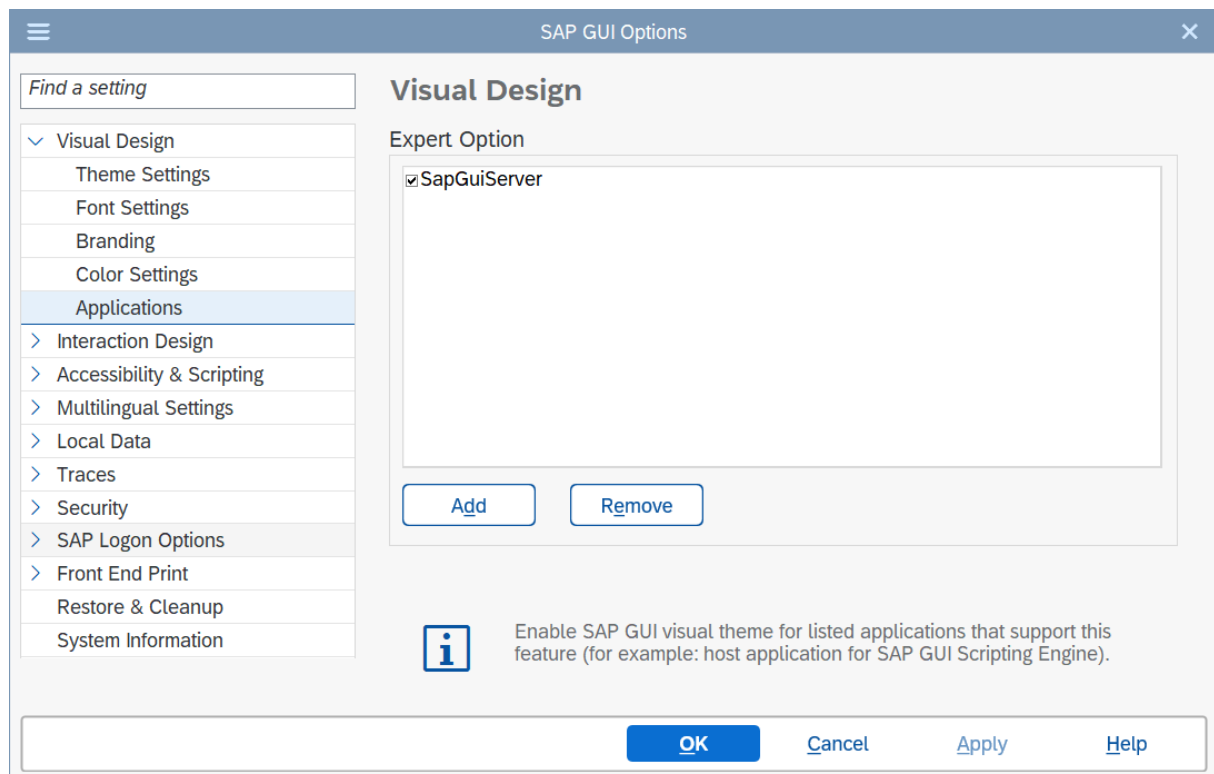 SAP GUI Options
Find a setting
Visual Design
Theme Settings
Font Settings
Branding
Color Settings
Applications
Interaction Design
Accessibility & Scripting
Multilingual Settings
Local Data
Traces
Security
SAP Logon Options
Front End Print
Restore & Cleanup
System Information
Visual Design
Expert Option
SapGuiServer
Add
Remove
Enable SAP GUI visual theme for listed applications that support this
feature (for example: host application for SAP GUI Scripting Engine).
OK
Cancel
Apply
Help